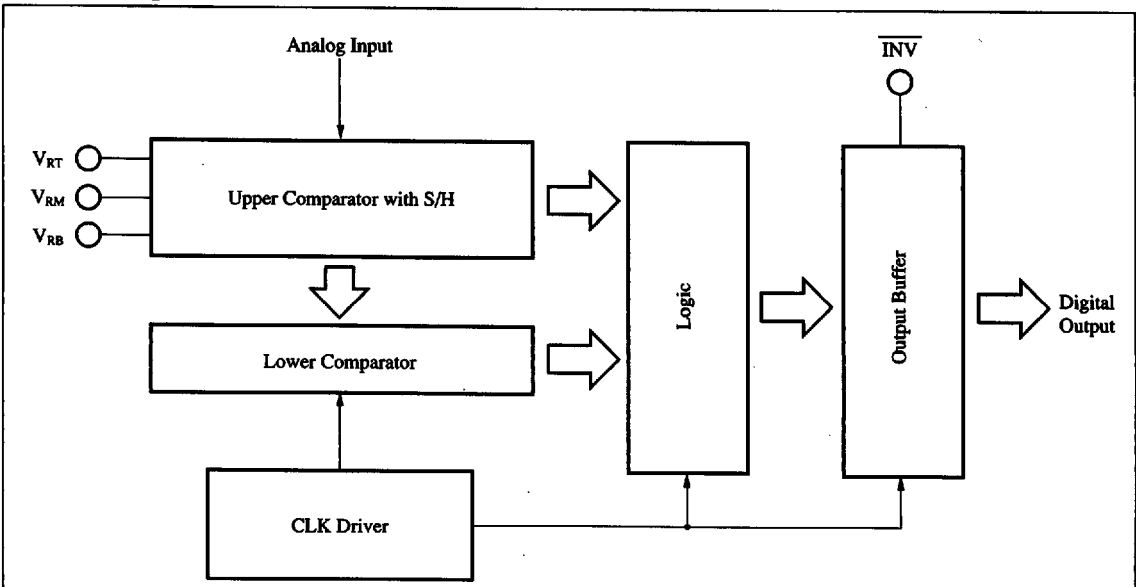 Analog Input
INV
V_RT
V_RM
V_RB
Upper Comparator with S/H
Lower Comparator
CLK Driver
Logic
Output Buffer
Digital
Output